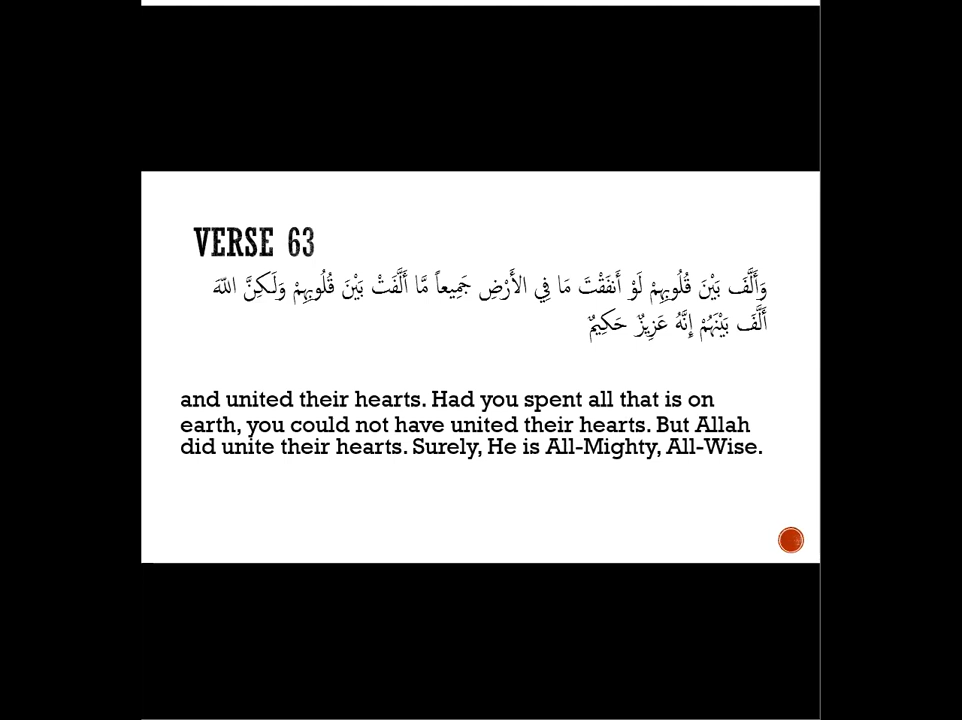 VERSE 63
وَأَلَّفَ بَيْنَ قُلُوبِهِمْ لَوْ أَنفَقْتَ مَا فِي الأَرْضِ جَمِيعاً مَّا أَلَّفَتْ بَيْنَ قُلُوبِهِمْ وَلَكِنَّ اللّهَ
أَلَّفَ بَيْنَهُمْ إِنَّهُ عَزِيزٌ حَكِيمٌ
and united their hearts. Had you spent all that is on
earth, you could not have united their hearts. But Allah
did unite their hearts. Surely, He is All-Mighty, All-Wise.